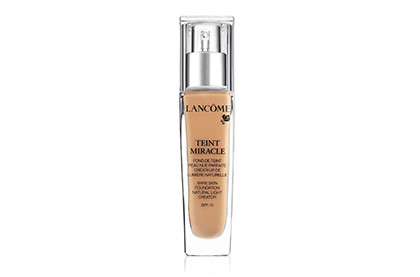 LANCÔME
TEINT
MIRACLE
FOND DE TEINT
PEAU NUE PARFAITE
CRÉATEUR DE
LUMIÈRE NATURELLE
BARE SKIN
FOUNDATION
NATURAL LIGHT
CREATOR
SPF 15